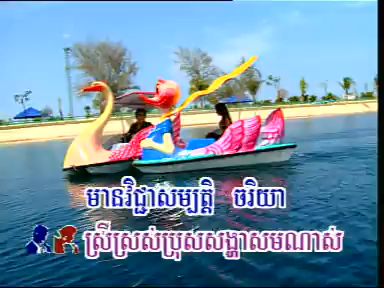 មានវិជ្ជាសម្បត្តិ ចរិយា
ស្រីស្រស់ប្រុសសង្ហាសមណាស់